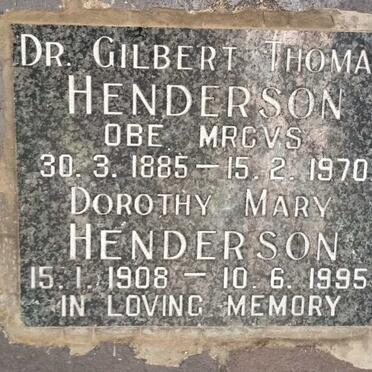 DR. GILBERT THOMA
HENDERSON
OBE MRCVS
30. 3. 1885 — 15. 2. 1970
DOROTHY MARY
HENDERSON
15. 1. 1908 — 10. 6. 1995
IN LOVING MEMORY